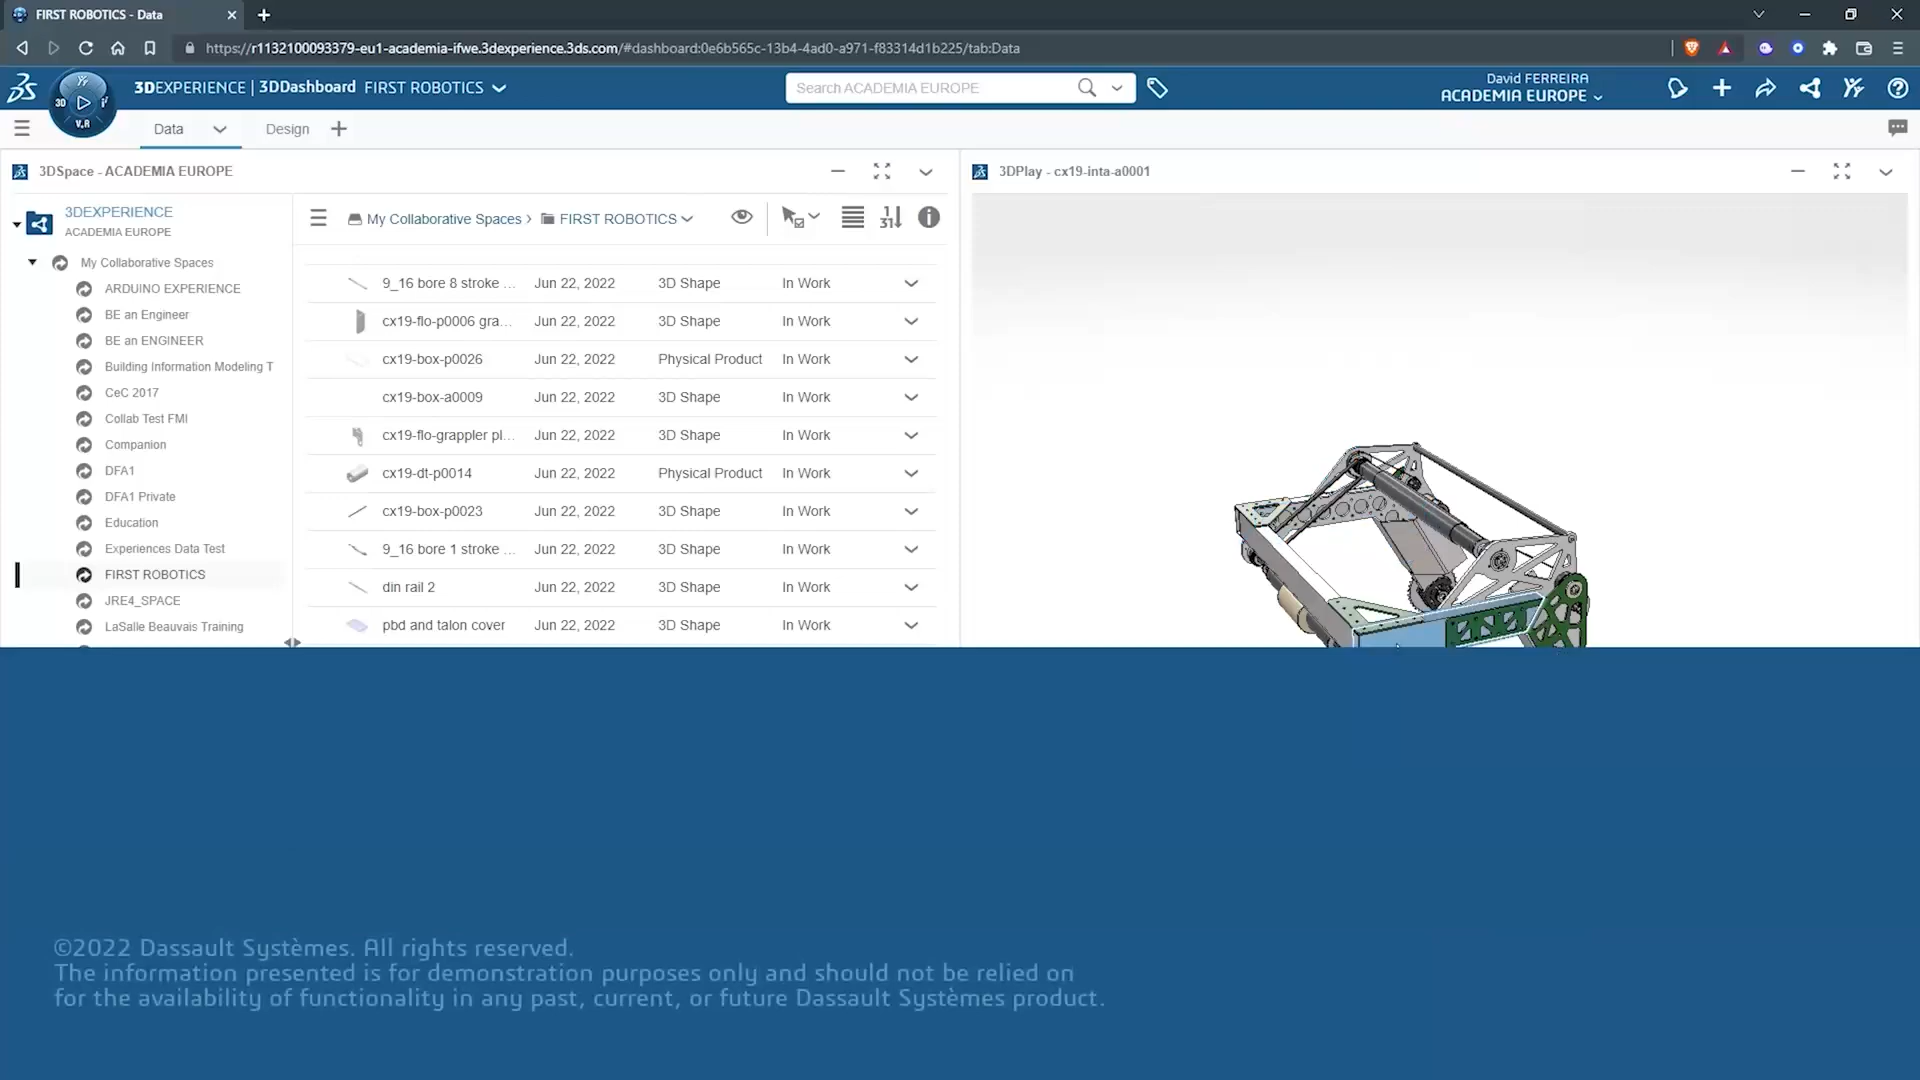 FIRST ROBOTICS - Data
https://r1132100093379-eu1-academia-ifwe.3dexperience.3ds.com/#dashboard:0e6b565c-13b4-4ad0-a971-f83314d1b225/tab:Data
3D
V.R
3DEXPERIENCE | 3DDashboard FIRST ROBOTICS
Search ACADEMIA EUROPE
David FERREIRA
ACADEMIA EUROPE
Data
Design
3DSpace - ACADEMIA EUROPE
3DPlay - cx19-inta-a0001
3DEXPERIENCE
ACADEMIA EUROPE
My Collaborative Spaces
ARDUINO EXPERIENCE
BE an Engineer
BE an ENGINEER
Building Information Modeling T
CeC 2017
Collab Test FMI
Companion
DFA1
DFA1 Private
Education
Experiences Data Test
FIRST ROBOTICS
JRE4_SPACE
LaSalle Beauvais Training
My Collaborative Spaces > FIRST ROBOTICS
9_16 bore 8 stroke ... Jun 22, 2022 3D Shape In Work
cx19-flo-p0006 gra... Jun 22, 2022 3D Shape In Work
cx19-box-p0026 Jun 22, 2022 Physical Product In Work
cx19-box-a0009 Jun 22, 2022 3D Shape In Work
cx19-flo-grappler pl... Jun 22, 2022 3D Shape In Work
cx19-dt-p0014 Jun 22, 2022 Physical Product In Work
cx19-box-p0023 Jun 22, 2022 3D Shape In Work
9_16 bore 1 stroke ... Jun 22, 2022 3D Shape In Work
din rail 2 Jun 22, 2022 3D Shape In Work
pbd and talon cover Jun 22, 2022 3D Shape In Work
©2022 Dassault Systèmes. All rights reserved.
The information presented is for demonstration purposes only and should not be relied on
for the availability of functionality in any past, current, or future Dassault Systèmes product.